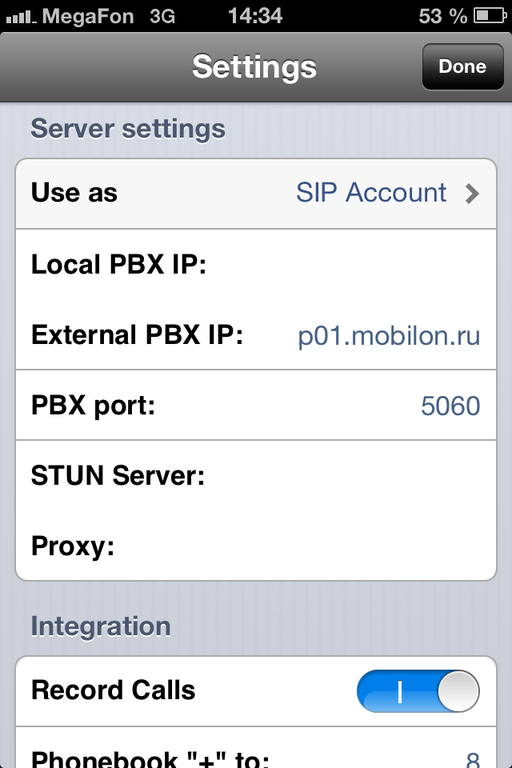 MegaFon 3G 14:34 53 %
Settings Done
Server settings
Use as SIP Account
Local PBX IP:
External PBX IP: p01.mobilon.ru
PBX port: 5060
STUN Server:
Proxy:
Integration
Record Calls
Phonebook "+" to: 8